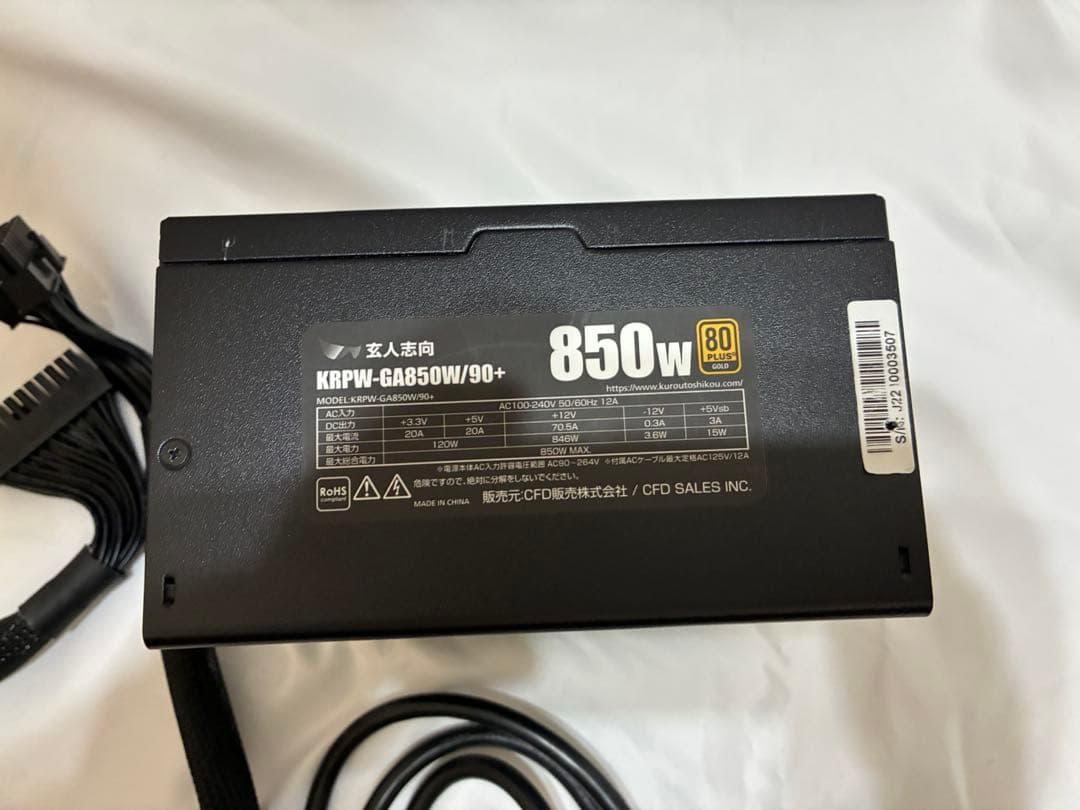 玄人志向
850W
80
PLUS®
GOLD
KRPW-GA850W/90+
https://www.kuroutoshikou.com/
MODEL:KRPW-GA850W/90+
AC入力 AC100-240V 50/60Hz 12A
DC出力 +3.3V +5V +12V -12V +5Vsb
最大電流 20A 20A 70.5A 0.3A 3A
最大電力 120W 846W 3.6W 15W
最大総合電力 850W MAX.
※電源本体AC入力許容電圧範囲 AC90~264V ※付属ACケーブル最大定格AC125V/12A
RoHS
compliant
危険ですので、絶対に分解をしないでください。
MADE IN CHINA
販売元:CFD販売株式会社 / CFD SALES INC.